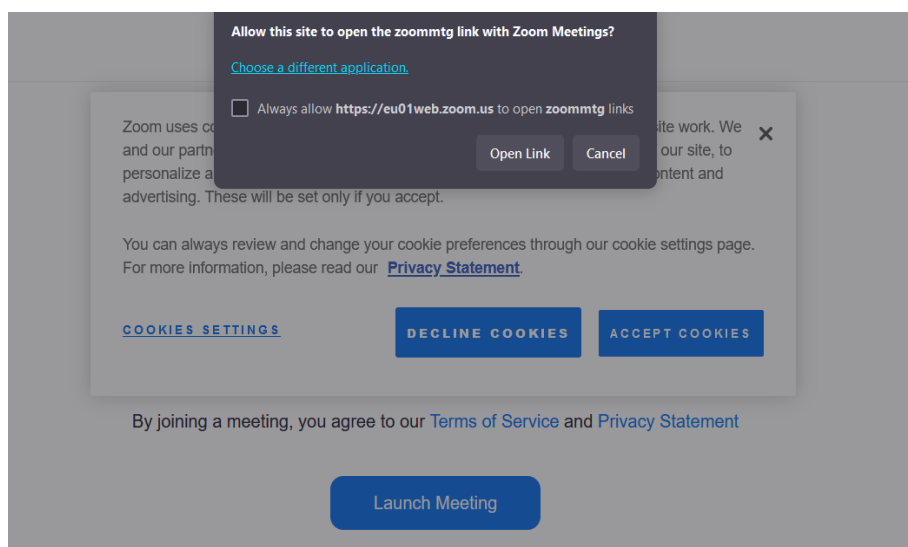 Allow this site to open the zoommtg link with Zoom Meetings?
Choose a different application.
Always allow https://eu01web.zoom.us to open zoommtg links
Open Link Cancel
Zoom uses ite work. We
and our partn our site, to
personalize ntent and
advertising. These will be set only if you accept.
You can always review and change your cookie preferences through our cookie settings page.
For more information, please read our Privacy Statement.
COOKIES SETTINGS DECLINE COOKIES ACCEPT COOKIES
By joining a meeting, you agree to our Terms of Service and Privacy Statement
Launch Meeting